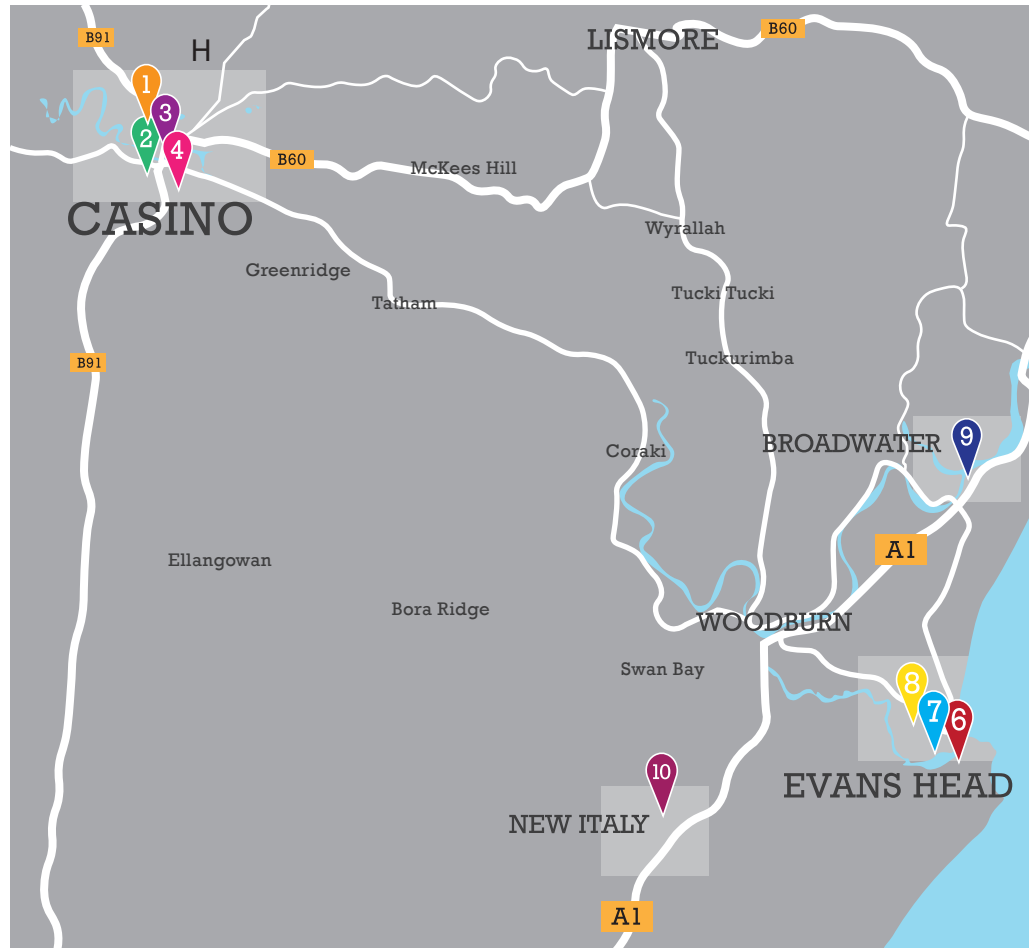 B60
B91
LISMORE
H
1
3
2
4
B60
McKees Hill
CASINO
Wyrallah
Greenridge
Tucki Tucki
Tatham
Tuckurimba
B91
9
BROADWATER
Coraki
A1
Ellangowan
Bora Ridge
WOODBURN
Swan Bay
8
7
6
10
EVANS HEAD
NEW ITALY
A1